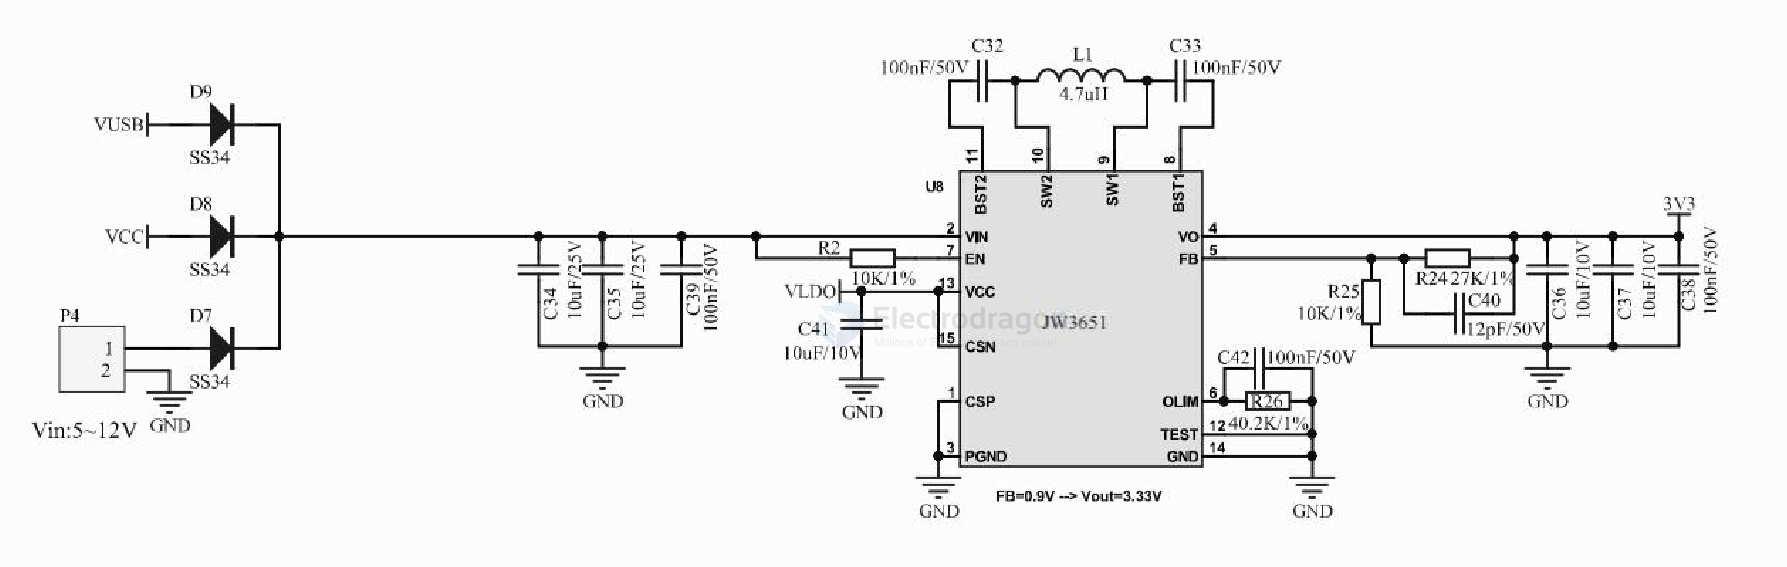 D9
VUSB
SS34
D8
VCC
SS34
P4
1
2
D7
SS34
GND
Vin:5~12V
C34
10uF/25V
C35
10uF/25V
C39
100nF/50V
GND
R2
10K/1%
VLDO
C41
10uF/10V
GND
C32
100nF/50V
L1
4.7uH
C33
100nF/50V
U8
11
10
9
8
BST2
SW2
SW1
BST1
2
VIN
7
EN
13
VCC
15
CSN
1
CSP
3
PGND
JW3651
Electrodragon
VO
4
FB
5
OLIM
6
TEST
12
GND
14
GND
FB=0.9V --> Vout=3.33V
C42
100nF/50V
R26
40.2K/1%
GND
R25
10K/1%
R24
27K/1%
C40
12pF/50V
C36
10uF/10V
C37
10uF/10V
C38
100nF/50V
3V3
GND